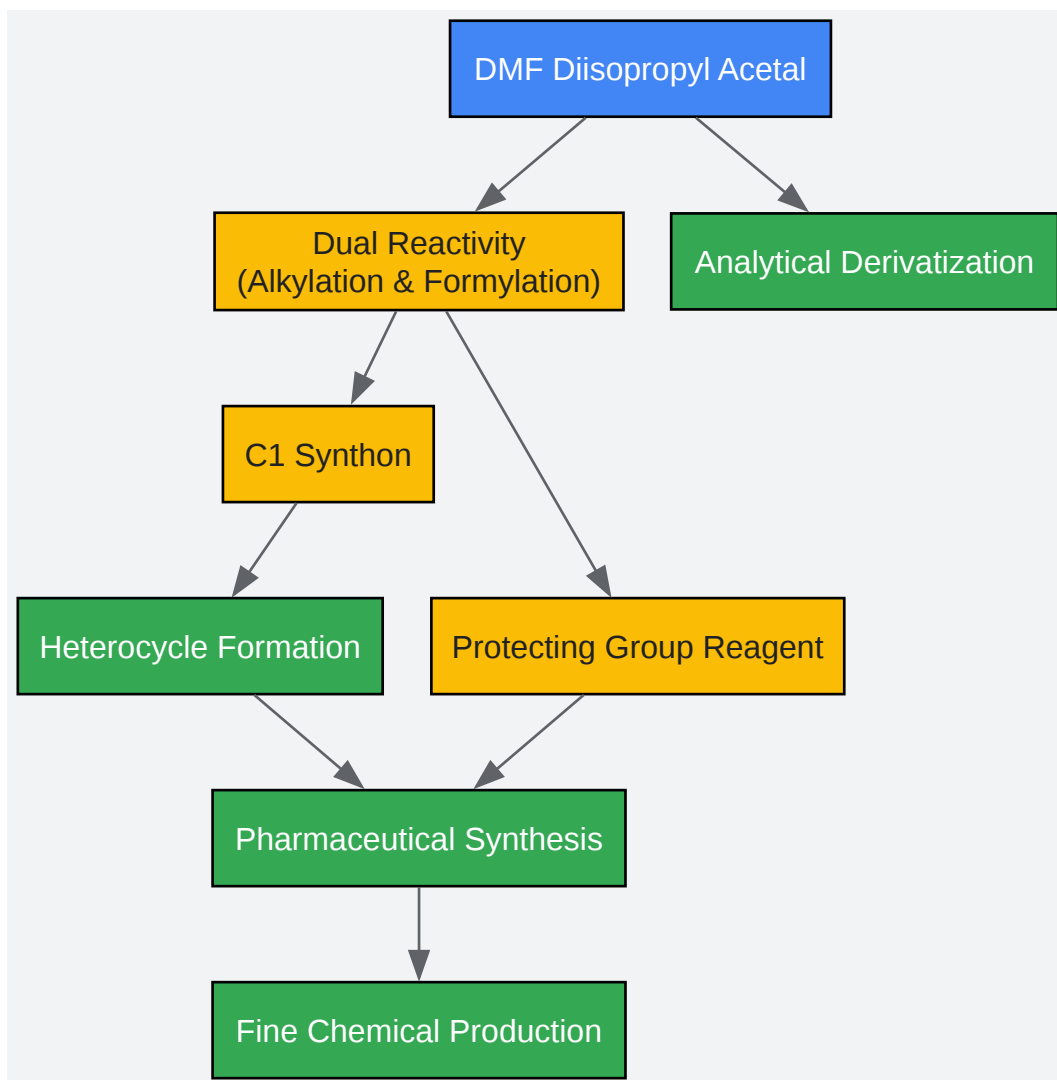 DMF Diisopropyl Acetal
Dual Reactivity
(Alkylation & Formylation)
Analytical Derivatization
C1 Synthon
Heterocycle Formation
Protecting Group Reagent
Pharmaceutical Synthesis
Fine Chemical Production